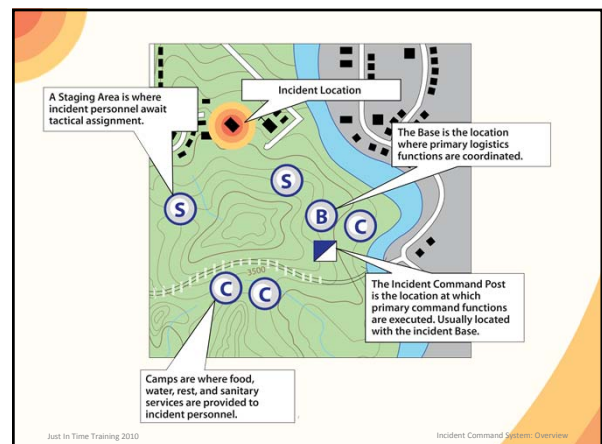 Incident Location
A Staging Area is where
incident personnel await
tactical assignment.
The Base is the location
where primary logistics
functions are coordinated.
S
S
B
C
3500
C
C
The Incident Command Post
is the location at which
primary command functions
are executed. Usually located
with the incident Base.
Camps are where food,
water, rest, and sanitary
services are provided to
incident personnel.
Just In Time Training 2010
Incident Command System: Overview